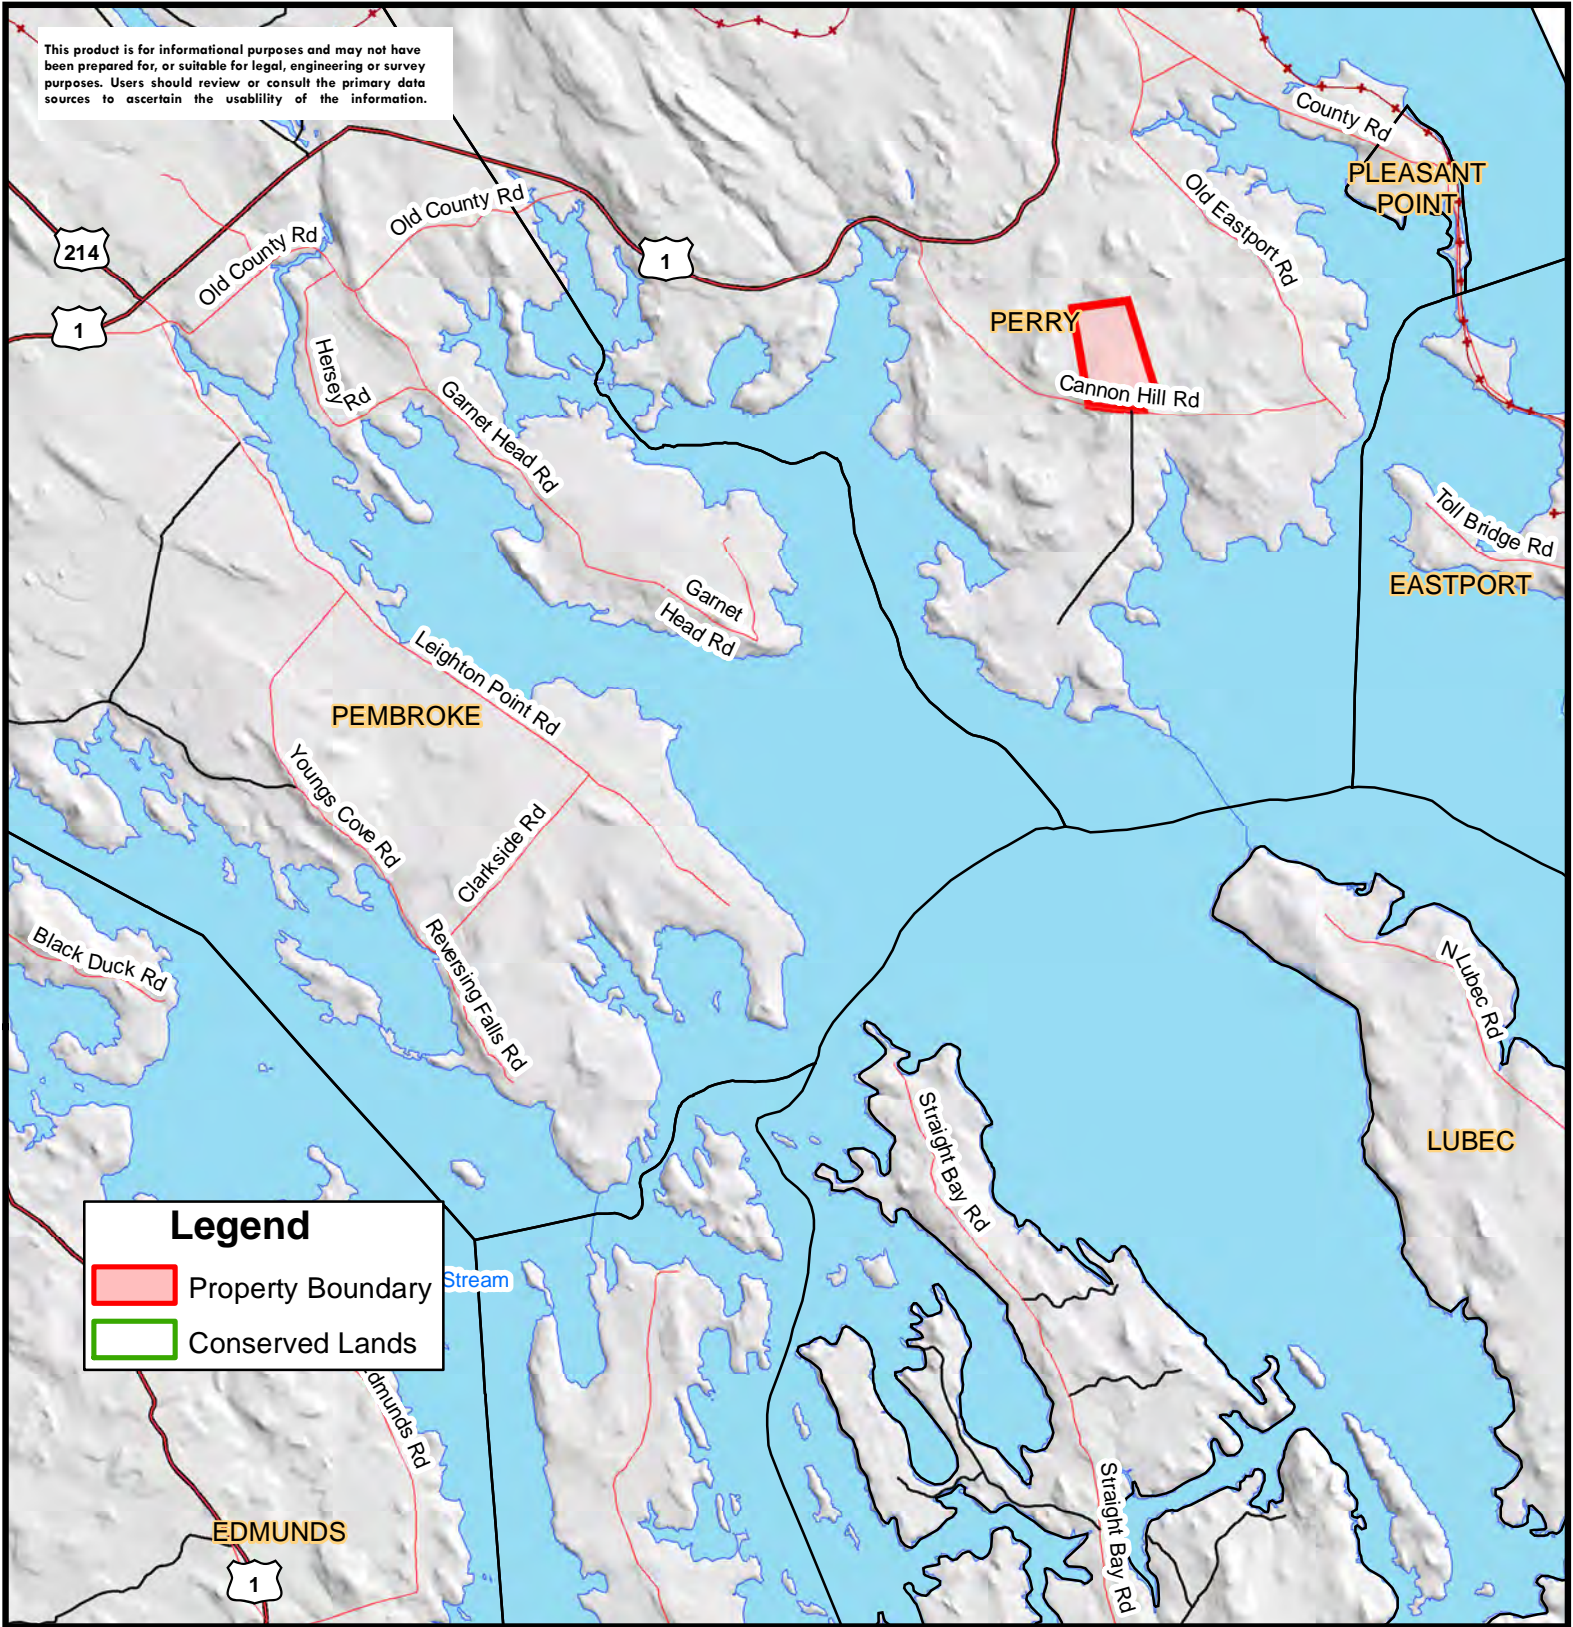 This product is for informational purposes and may not have
been prepared for, or suitable for legal, engineering or survey
purposes. Users should review or consult the primary data
sources to ascertain the usablility of the information.
County Rd
PLEASANT
POINT
Old County Rd
Old Eastport Rd
214
Old County Rd
1
1
PERRY
Hersey
Rd
Cannon Hill Rd
Garnet Head Rd
Toll Bridge Rd
EASTPORT
Garnet
Head Rd
Leighton Point Rd
PEMBROKE
Youngs Cove Rd
Clarkside Rd
Black Duck Rd
Reversing Falls Rd
N Lubec Rd
LUBEC
Straight Bay Rd
Legend
Property Boundary
Stream
Conserved Lands
dmunds Rd
EDMUNDS
1
Straight Bay Rd